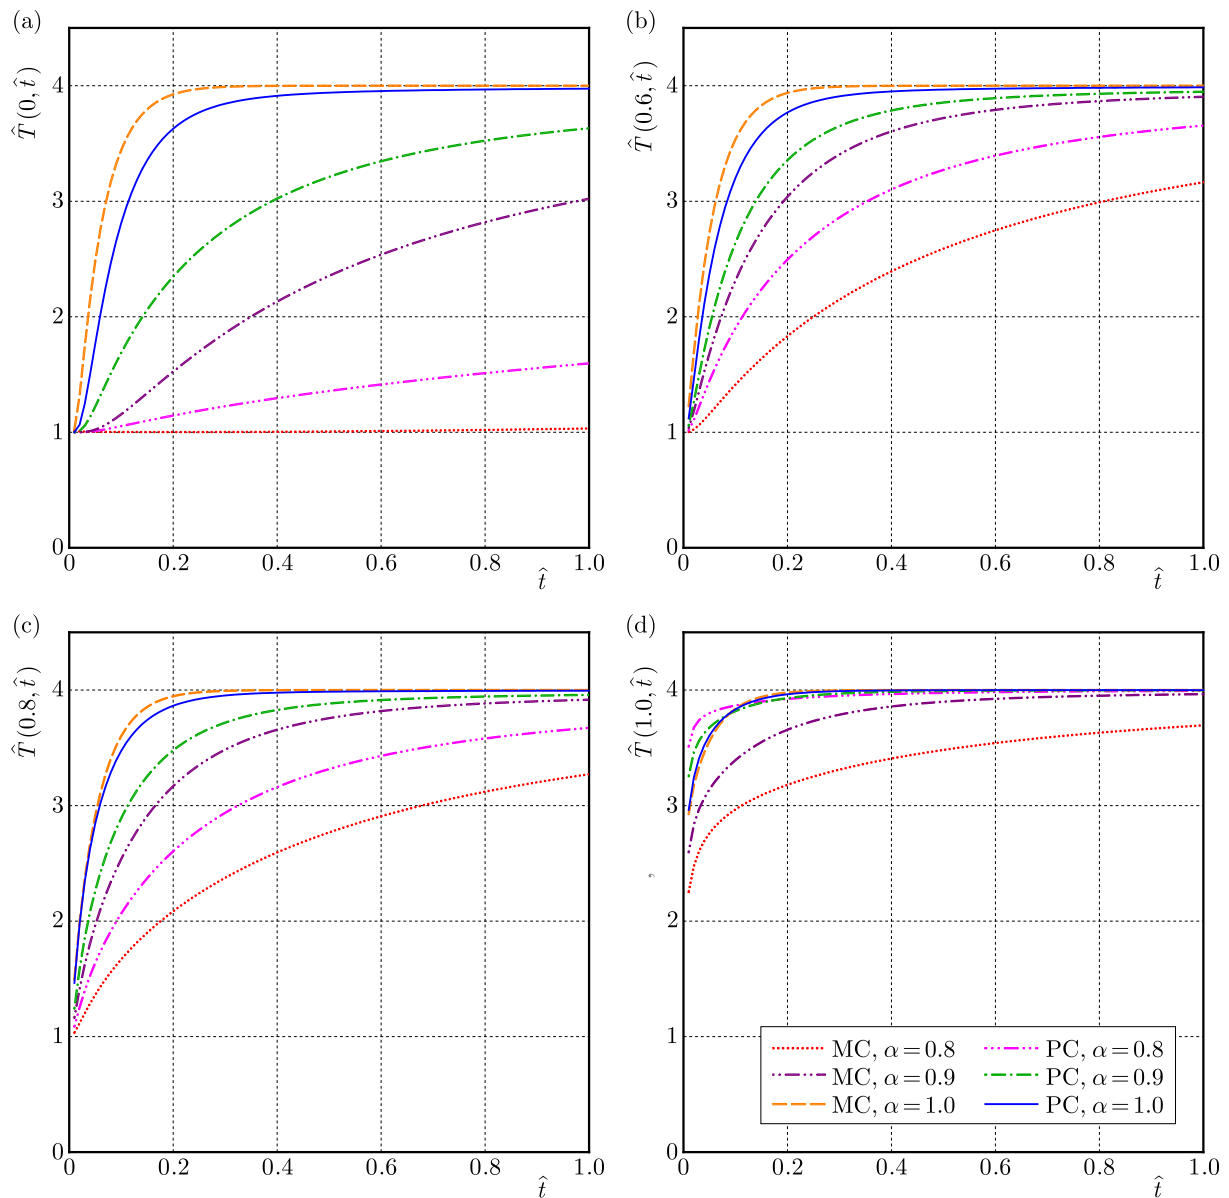 (a)
T̂(0, t̂)
4
3
2
1
0
0 0.2 0.4 0.6 0.8 1.0
t̂
(b)
T̂(0.6, t̂)
4
3
2
1
0
0 0.2 0.4 0.6 0.8 1.0
t̂
(c)
T̂(0.8, t̂)
4
3
2
1
0
0 0.2 0.4 0.6 0.8 1.0
t̂
(d)
T̂(1.0, t̂)
4
3
,
2
1
0
0 0.2 0.4 0.6 0.8 1.0
t̂
MC, α=0.8 PC, α=0.8
MC, α=0.9 PC, α=0.9
MC, α=1.0 PC, α=1.0